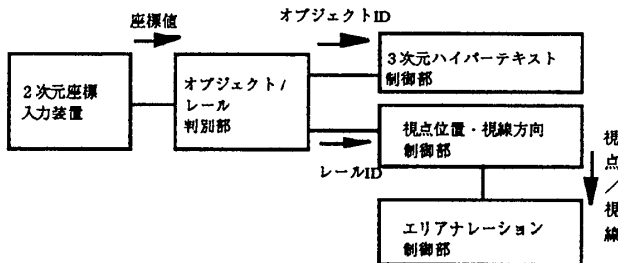 座標値
オブジェクトID
2次元座標
入力装置
オブジェクト/
レール
判別部
3次元ハイパーテキスト
制御部
視点位置・視線方向
制御部
レールID
視
点
/
視
線
エリアナレーション
制御部